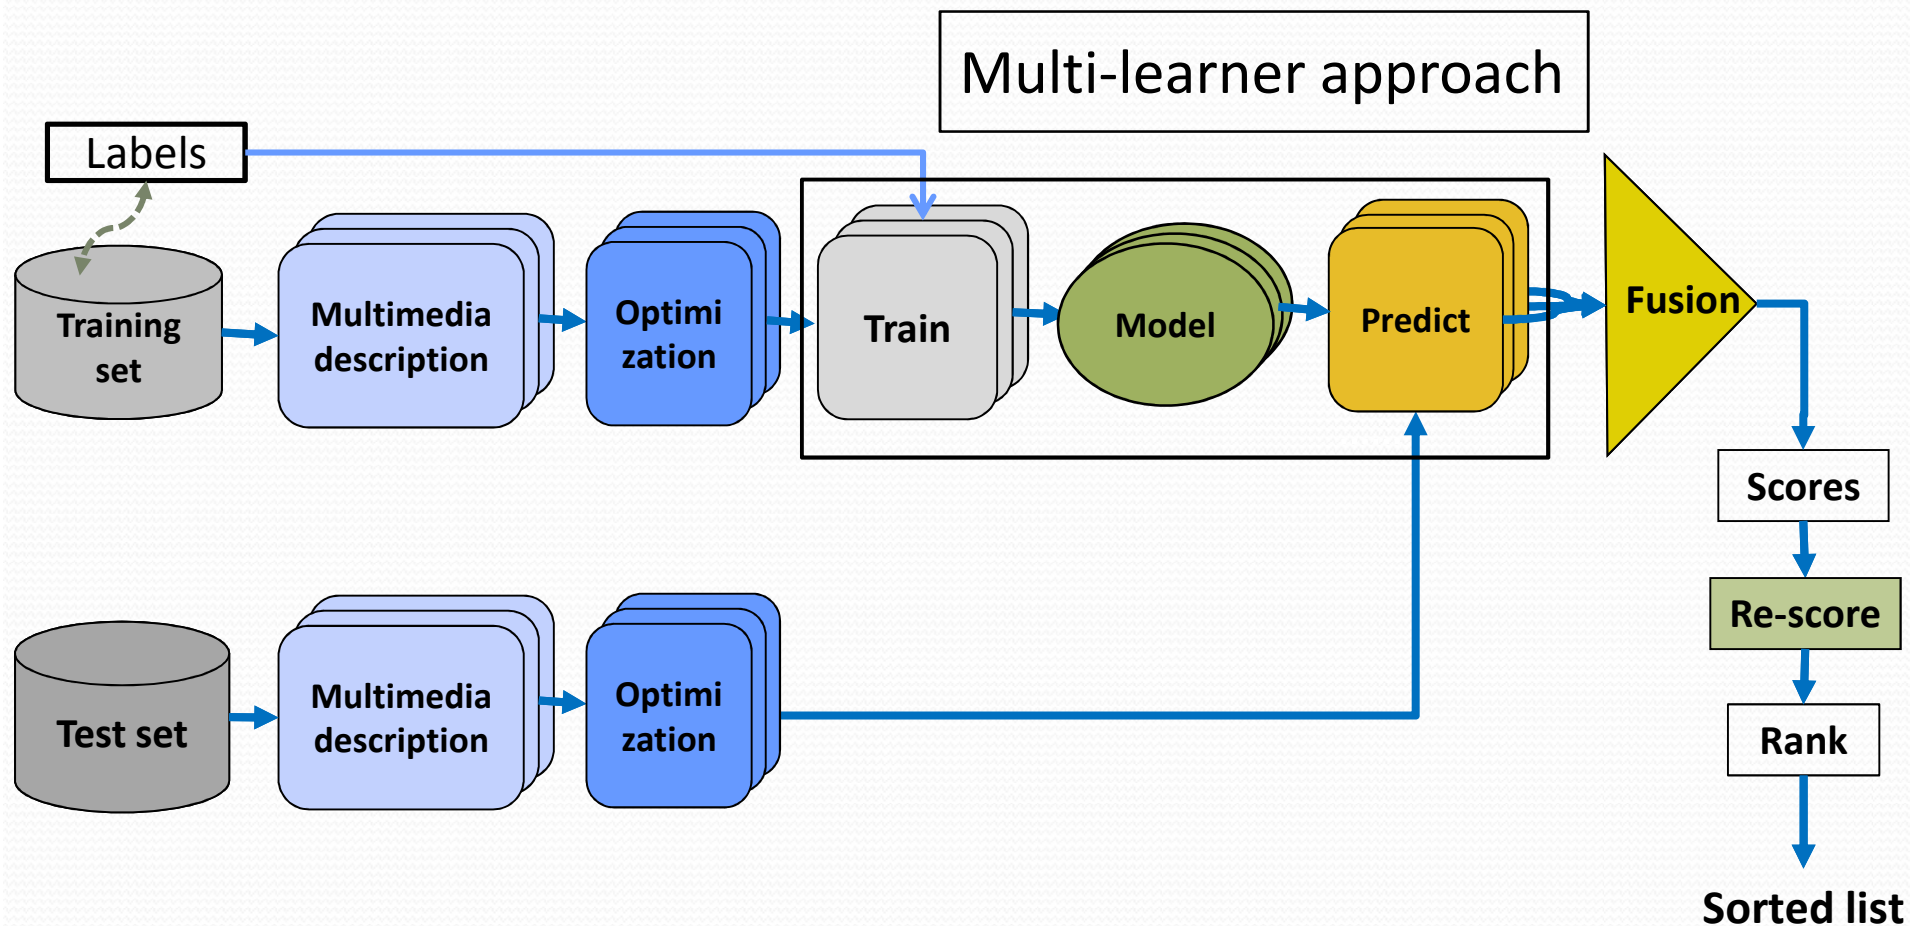 Multi-learner approach
Labels
Training
set
Multimedia
description
Optimi
zation
Train
Model
Predict
Fusion
Scores
Re-score
Rank
Sorted list
Test set
Multimedia
description
Optimi
zation